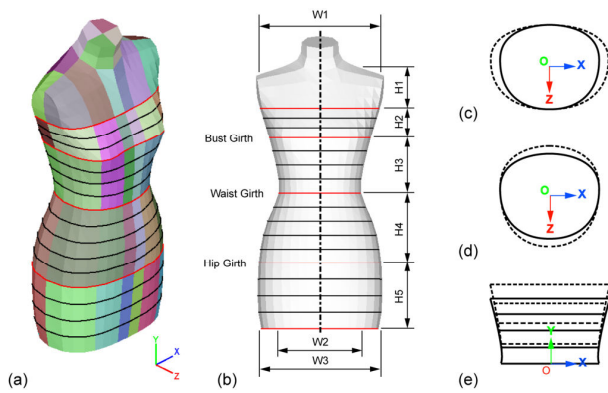 W1
H1
H2
Bust Girth
H3
Waist Girth
H4
Hip Girth
H5
W2
W3
Y
X
Z
(a)
(b)
O
X
Z
(c)
O
X
Z
(d)
Y
O
X
(e)